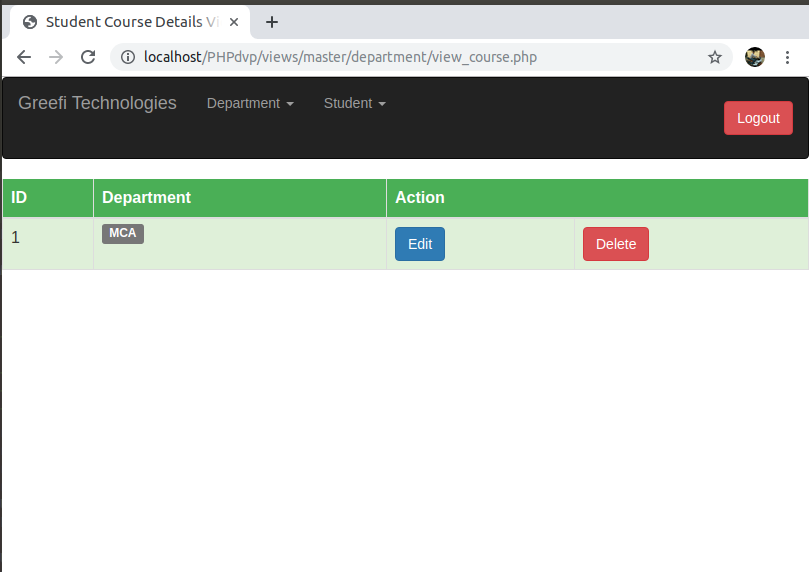 Student Course Details Vi
localhost/PHPdvp/views/master/department/view_course.php
Greefi Technologies Department Student Logout
ID Department Action
1 MCA Edit Delete